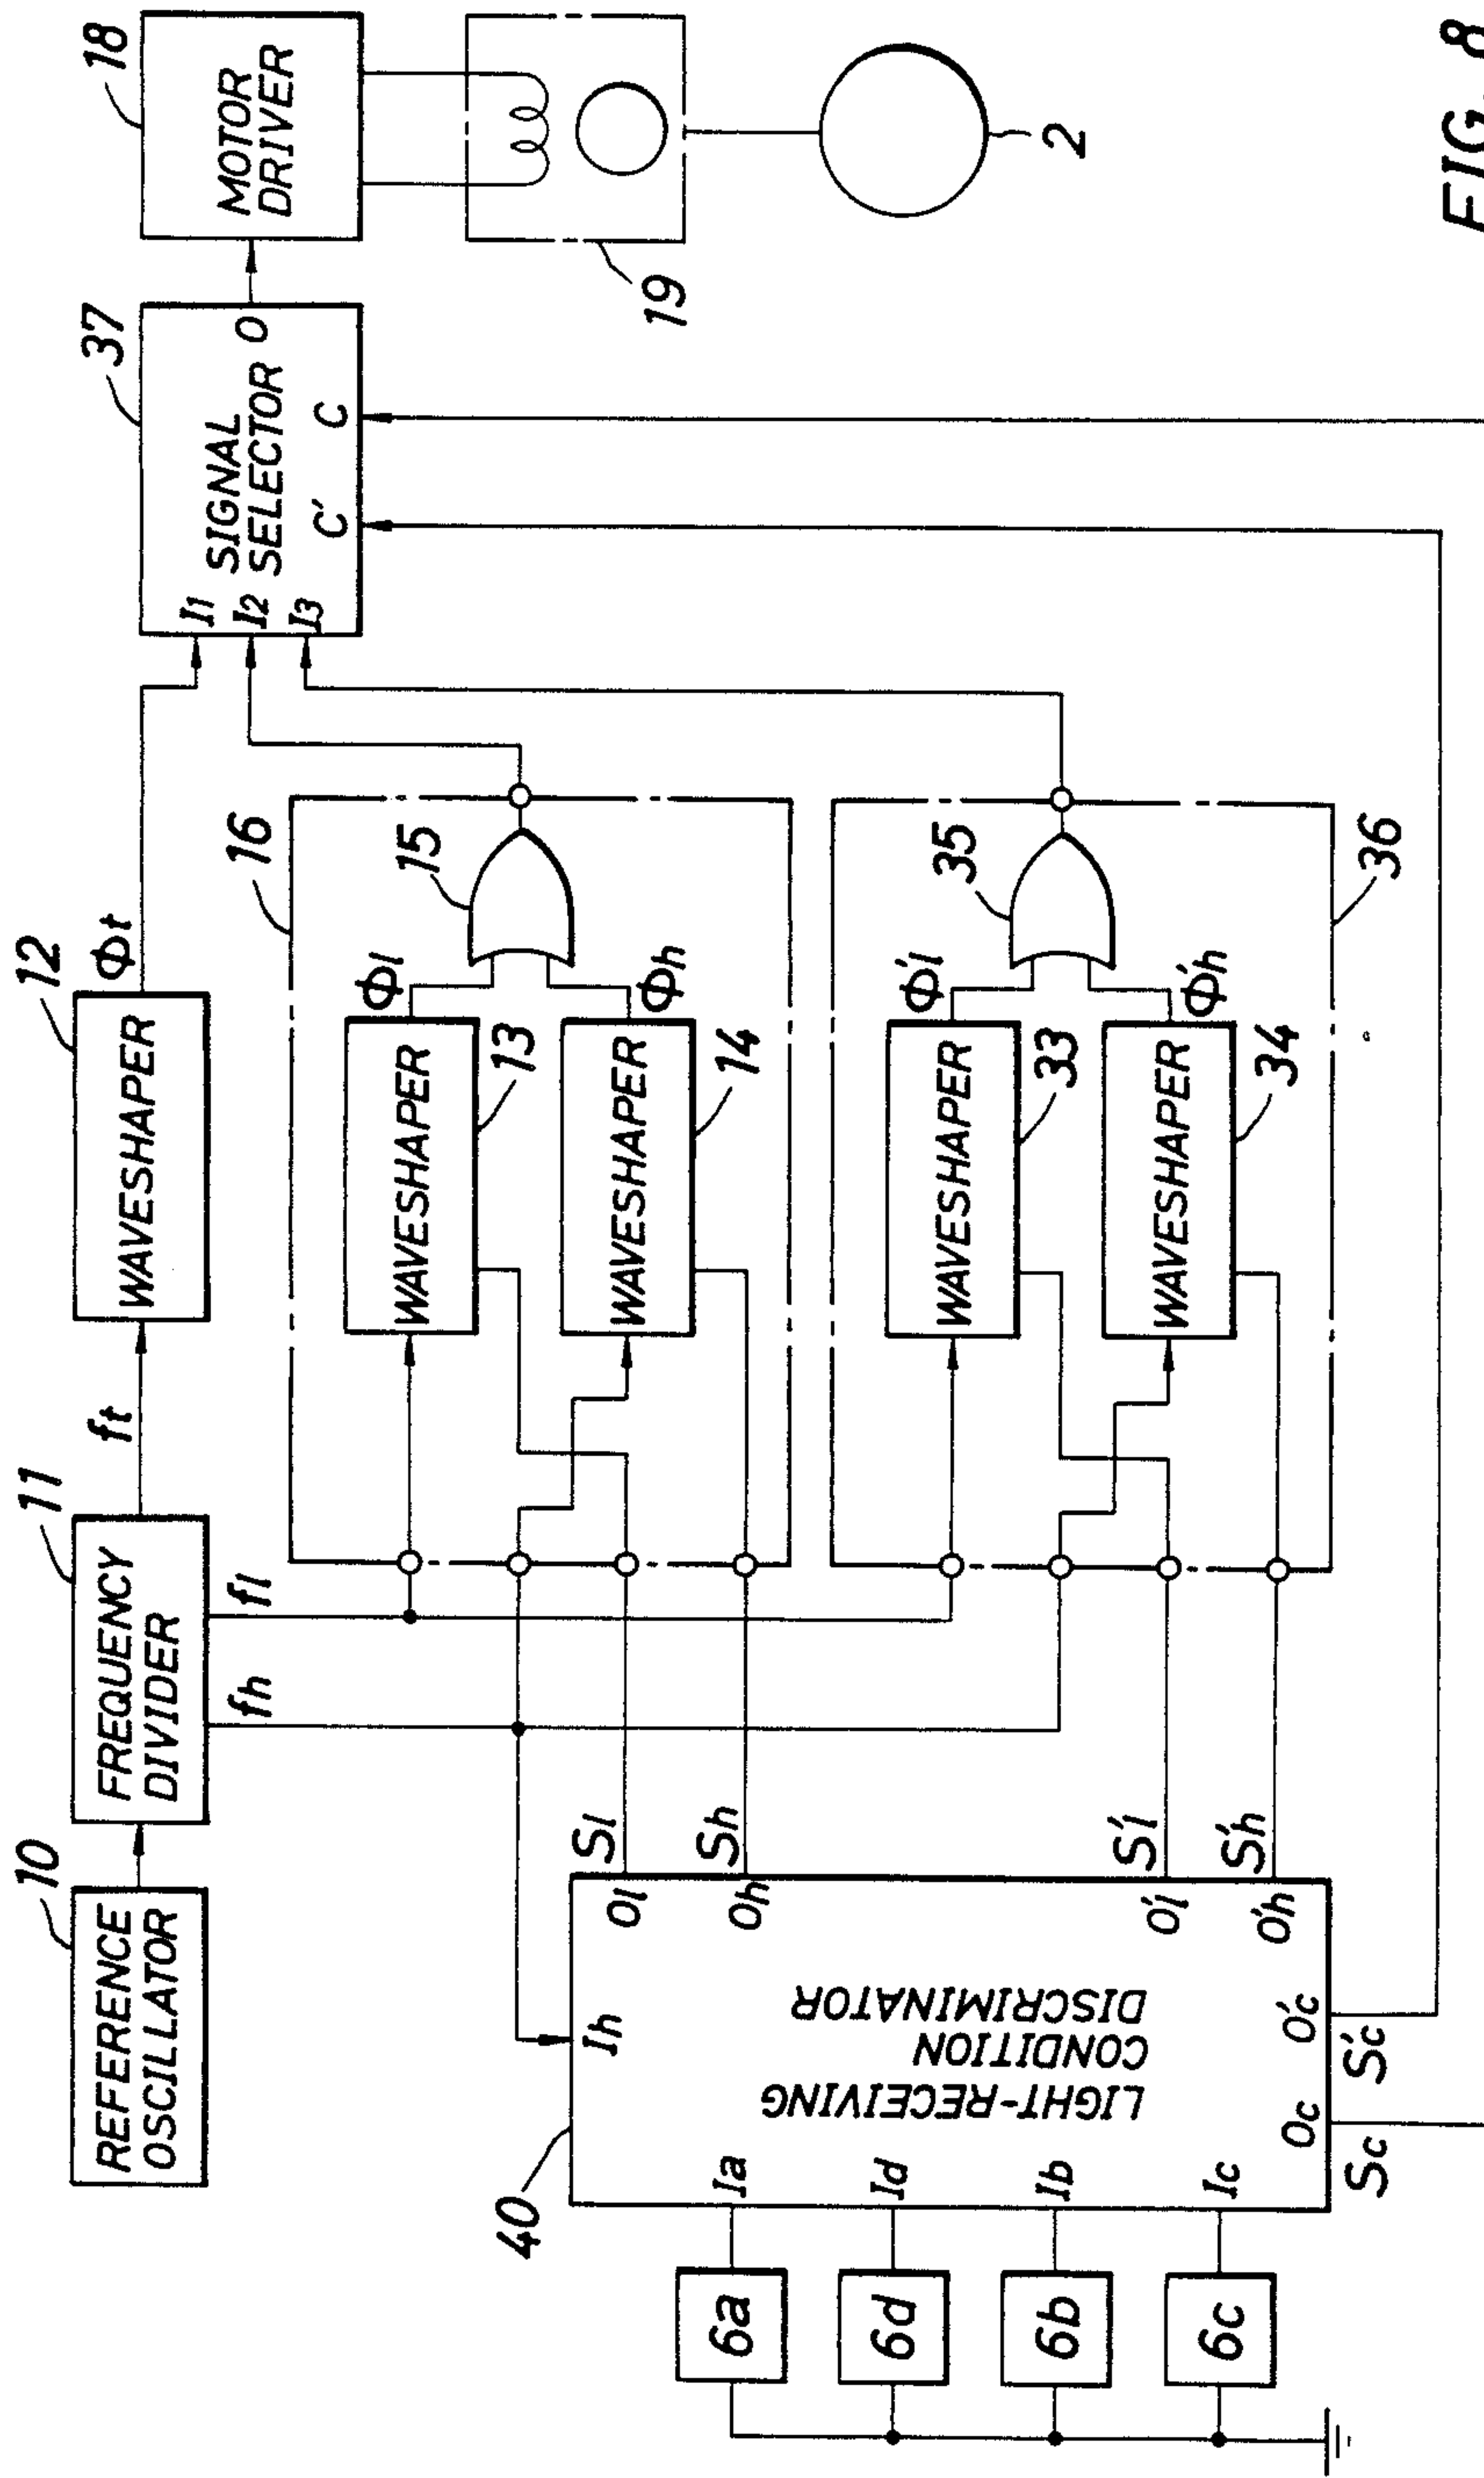 10
REFERENCE
OSCILLATOR
11
FREQUENCY
DIVIDER
ft
fl
fh
12
WAVESHAPER
Φt
37
SIGNAL
SELECTOR
I1
I2
I3
O
C'
C
18
MOTOR
DRIVER
19
2
16
WAVESHAPER
13
Φl
WAVESHAPER
14
Φh
15
36
WAVESHAPER
33
Φ'l
WAVESHAPER
34
Φ'h
35
40
LIGHT-RECEIVING
CONDITION
DISCRIMINATOR
Ih
Ia
Id
Ib
Ic
Ol
Oh
O'l
O'h
Oc
O'c
Sl
Sh
S'l
S'h
Sc
S'c
6a
6d
6b
6c
FIG. 8